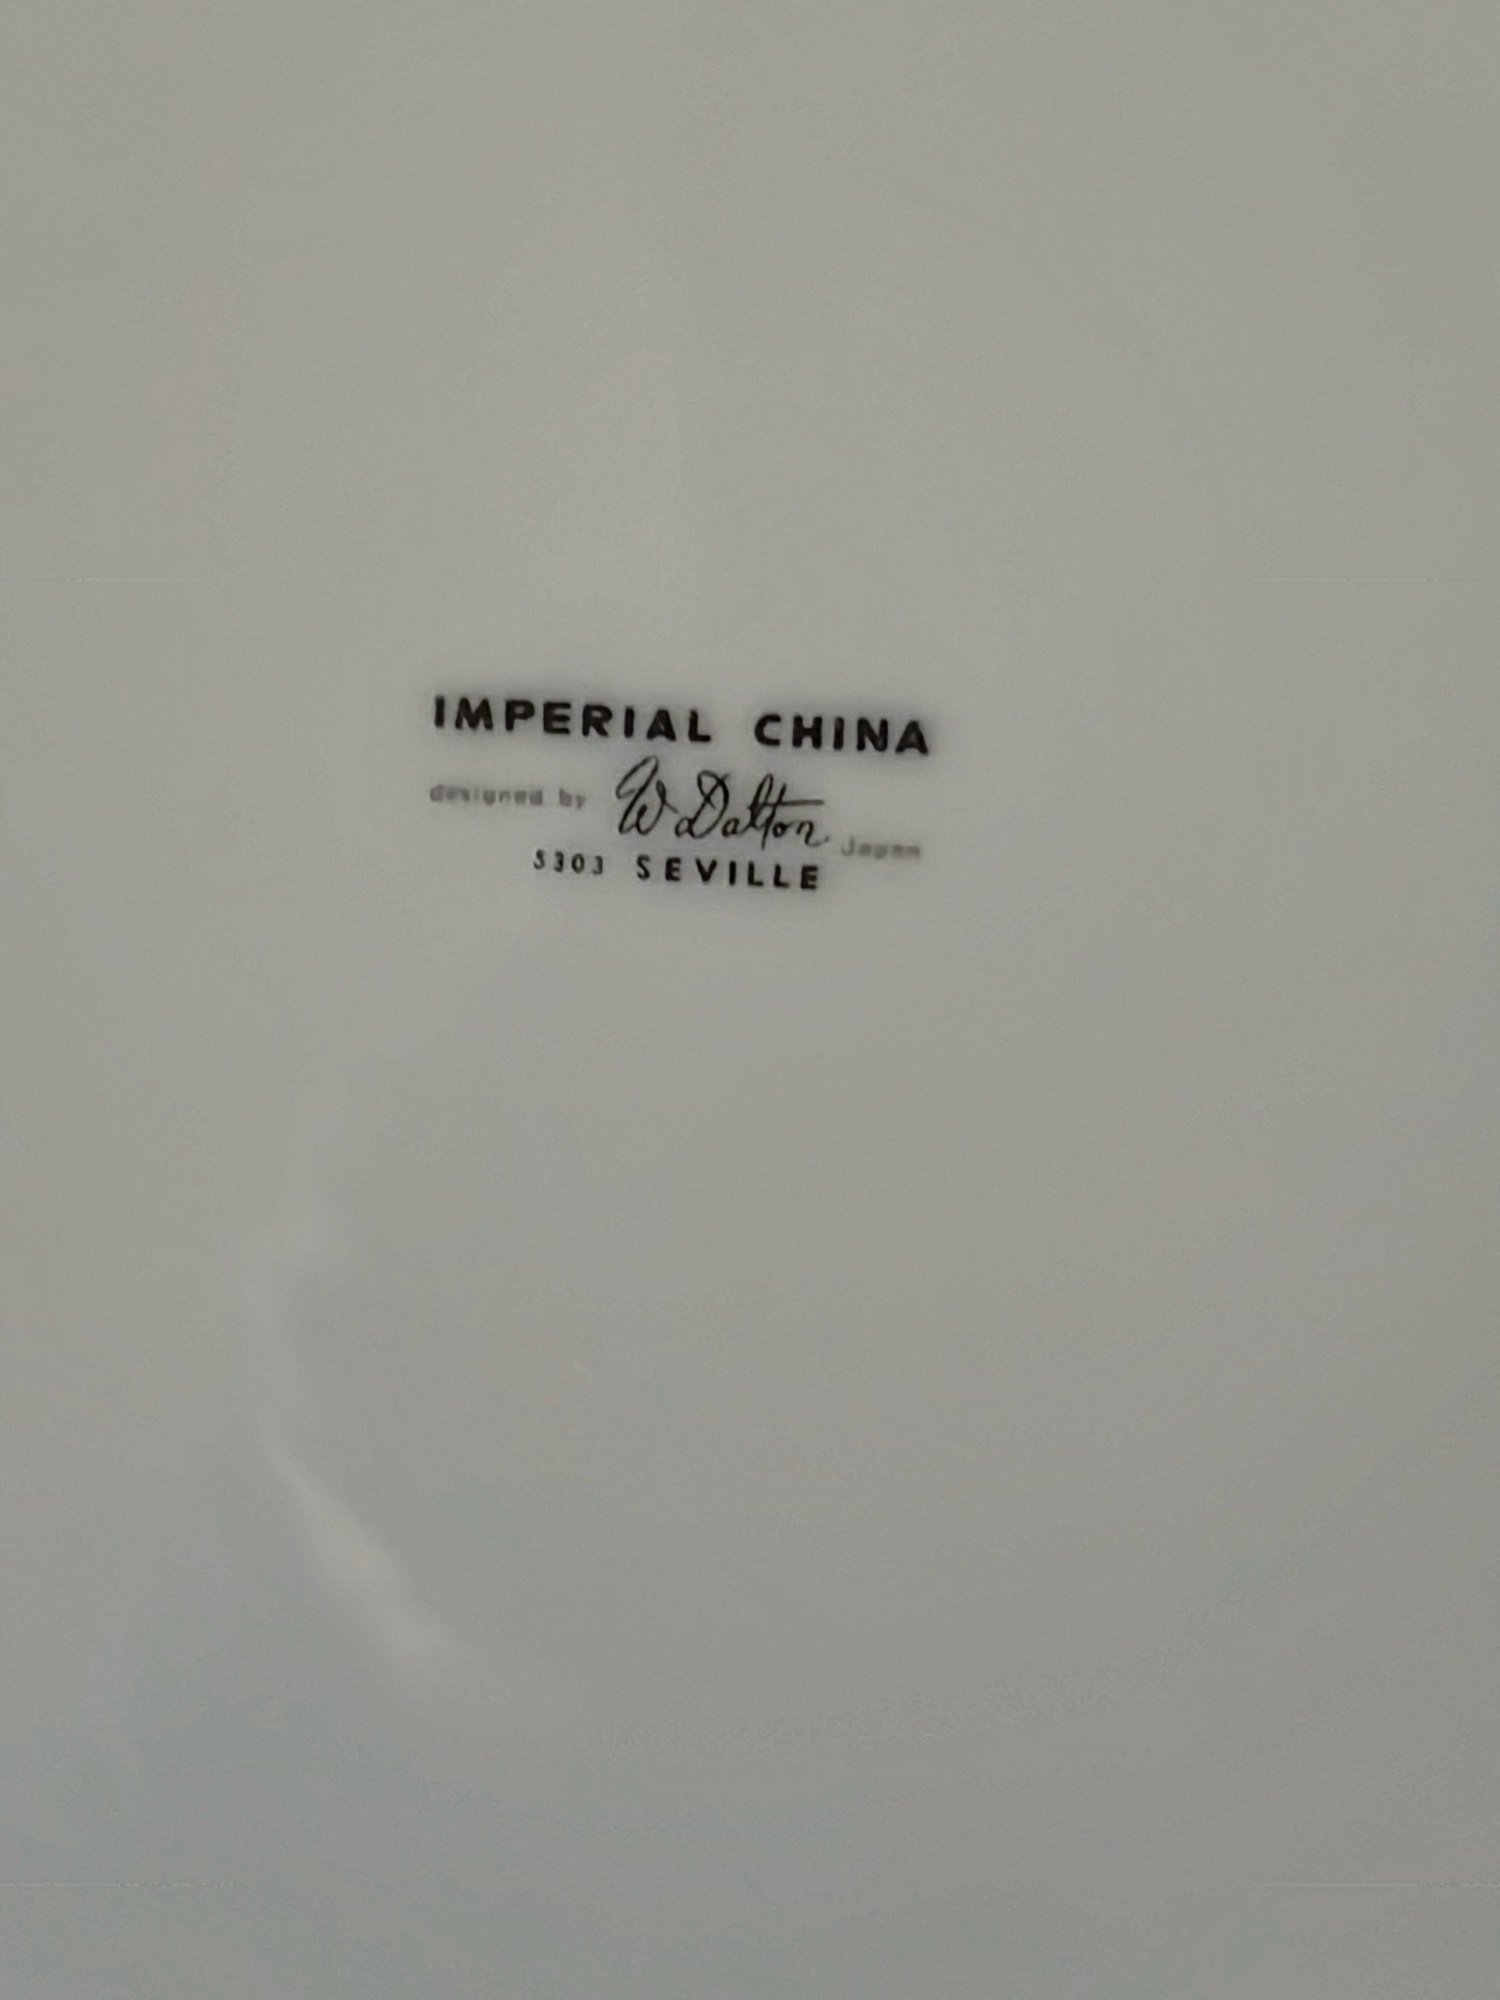 IMPERIAL CHINA
designed by W Dalton Japan
5303 SEVILLE